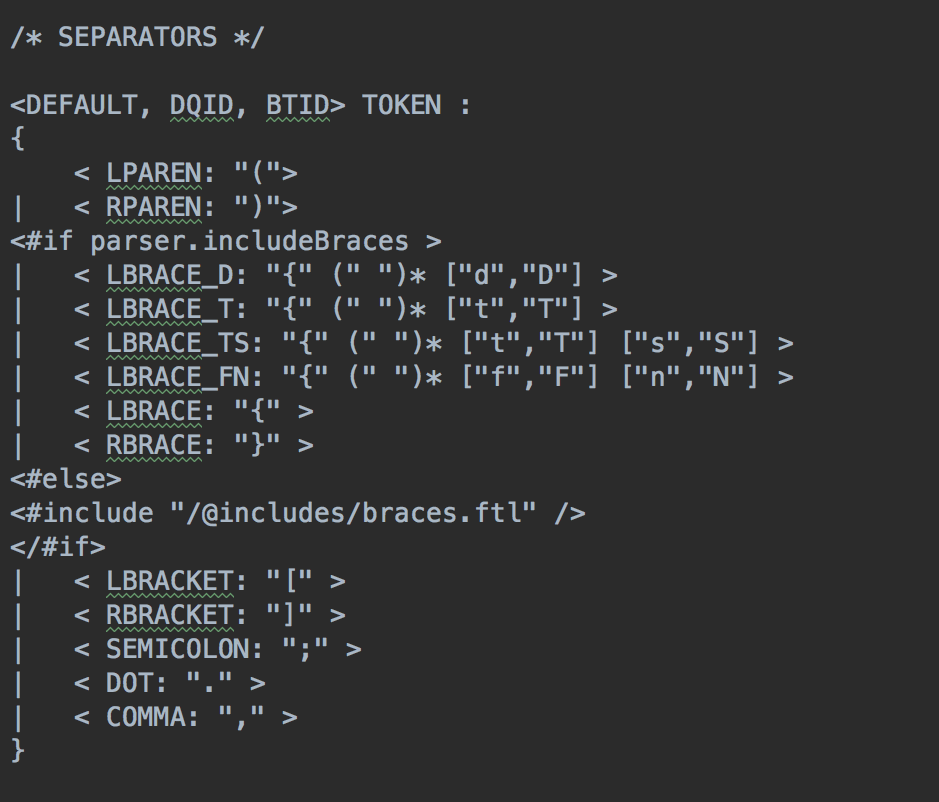 /* SEPARATORS */
<DEFAULT, DQID, BTID> TOKEN :
{
    < LPAREN: "(">
|   < RPAREN: ")">
<#if parser.includeBraces >
|   < LBRACE_D: "{" (" ")* ["d","D"] >
|   < LBRACE_T: "{" (" ")* ["t","T"] >
|   < LBRACE_TS: "{" (" ")* ["t","T"] ["s","S"] >
|   < LBRACE_FN: "{" (" ")* ["f","F"] ["n","N"] >
|   < LBRACE: "{" >
|   < RBRACE: "}" >
<#else>
<#include "/@includes/braces.ftl" />
</#if>
|   < LBRACKET: "[" >
|   < RBRACKET: "]" >
|   < SEMICOLON: ";" >
|   < DOT: "." >
|   < COMMA: "," >
}